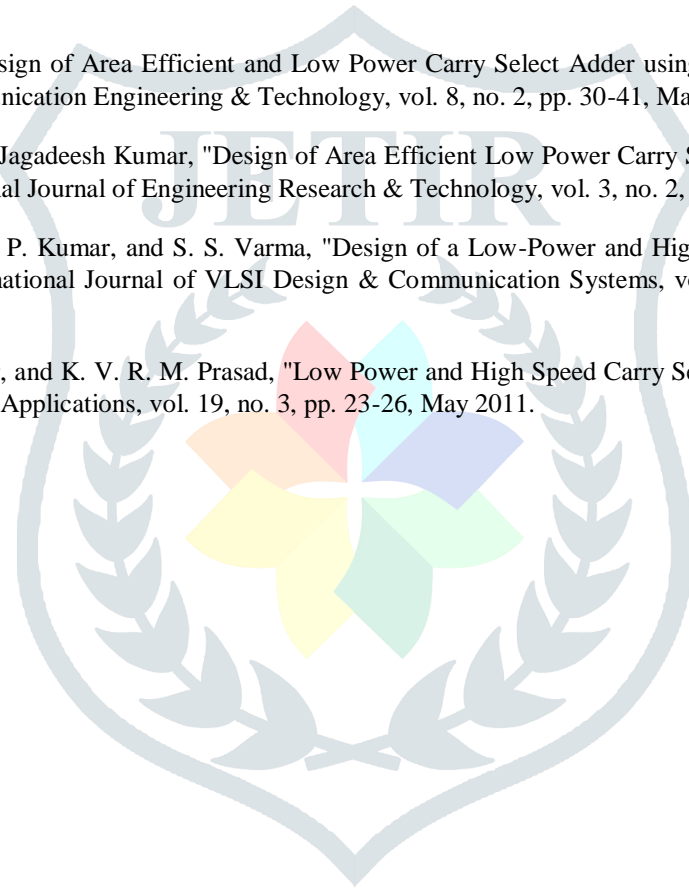 sign of Area Efficient and Low Power Carry Select Adder using
nication Engineering & Technology, vol. 8, no. 2, pp. 30-41, Ma
JETIR
Jagadeesh Kumar, "Design of Area Efficient Low Power Carry S
al Journal of Engineering Research & Technology, vol. 3, no. 2,
P. Kumar, and S. S. Varma, "Design of a Low-Power and Hig
national Journal of VLSI Design & Communication Systems, v
, and K. V. R. M. Prasad, "Low Power and High Speed Carry Se
Applications, vol. 19, no. 3, pp. 23-26, May 2011.